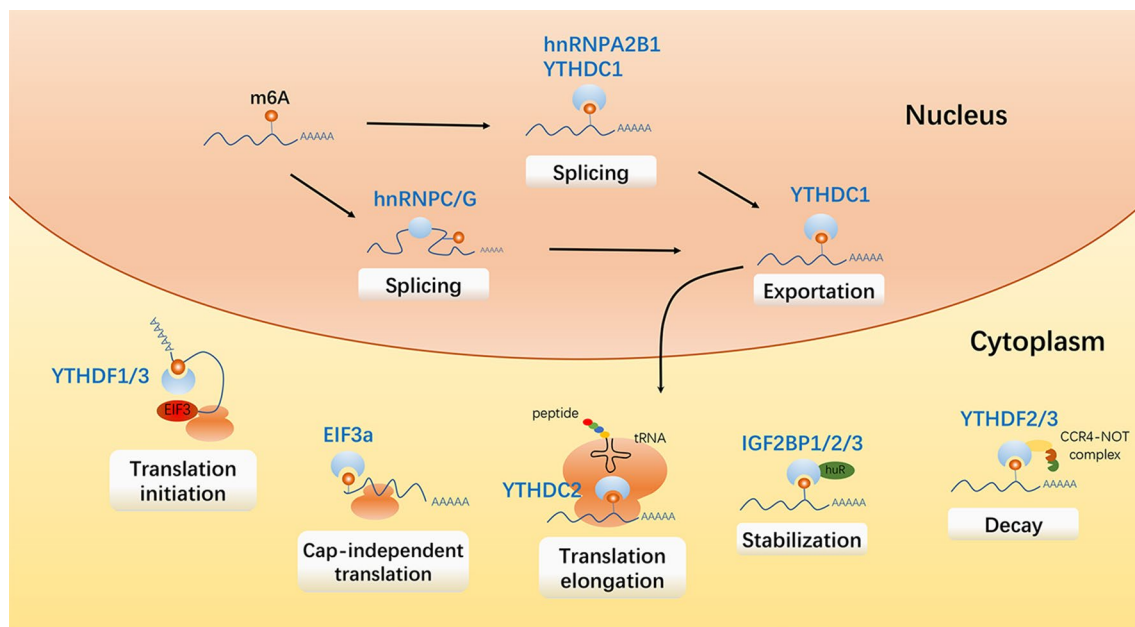 hnRNPA2B1
YTHDC1
m6A
AAAAA
AAAAA
Nucleus
Splicing
hnRNPC/G
YTHDC1
AAAAA
AAAAA
Splicing
Exportation
Cytoplasm
AAAAA
YTHDF1/3
EIF3
Translation
initiation
EIF3a
AAAAA
Cap-independent
translation
peptide
tRNA
YTHDC2
AAAAA
Translation
elongation
IGF2BP1/2/3
huR
AAAAA
Stabilization
YTHDF2/3
CCR4-NOT
complex
AAAAA
Decay